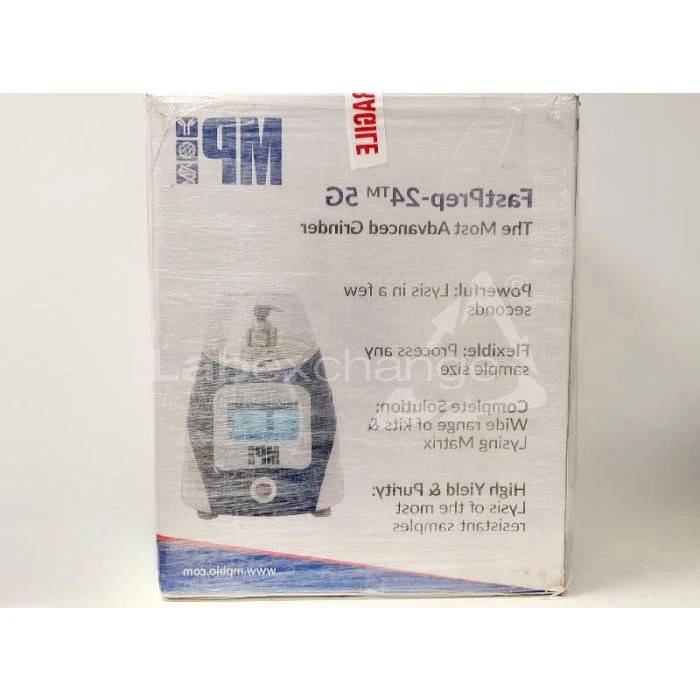 FRAGILE
MP
FastPrep-24™ 5G
The Most Advanced Grinder
Powerful: Lysis in a few
seconds
Flexible: Process any
sample size
Labexchange®
Complete Solution:
Wide range of kits &
Lysing Matrix
MP
High Yield & Purity:
Lysis of the most
resistant samples
www.mpbio.com